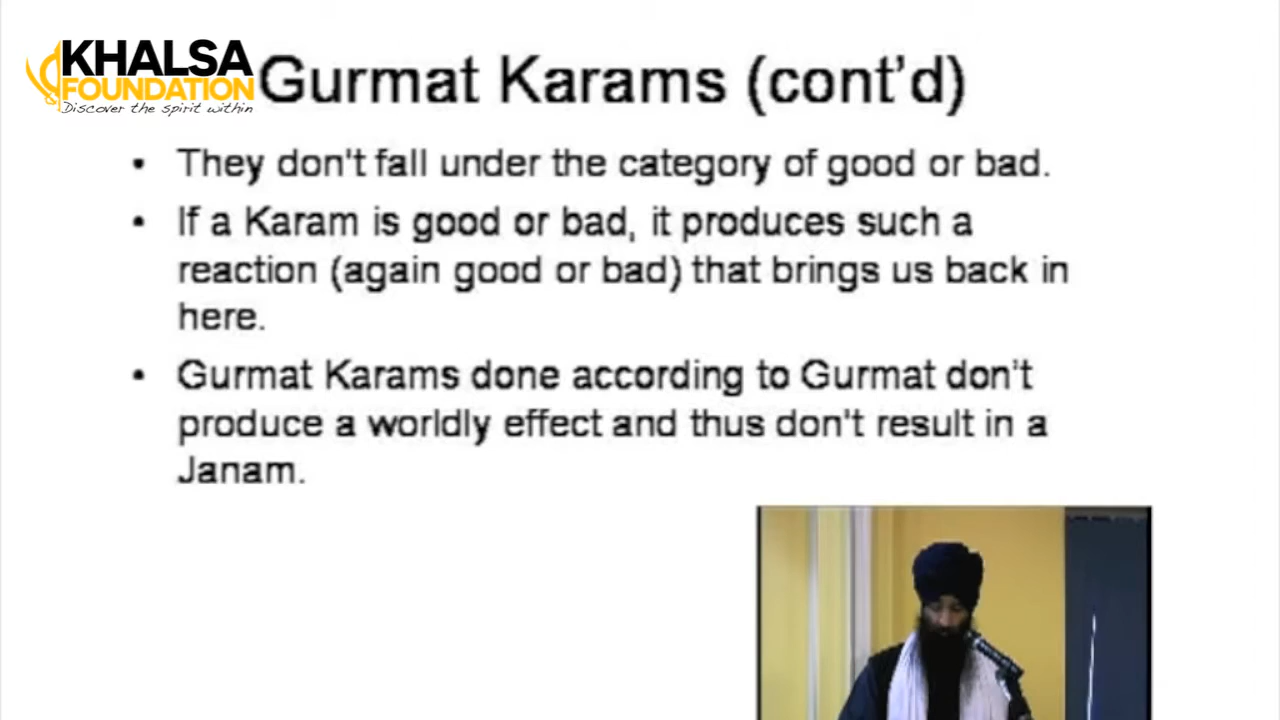 KHALSA
FOUNDATION
Discover the spirit within
Gurmat Karams (cont'd)
• They don't fall under the category of good or bad.
• If a Karam is good or bad, it produces such a
reaction (again good or bad) that brings us back in
here.
• Gurmat Karams done according to Gurmat don't
produce a worldly effect and thus don't result in a
Janam.